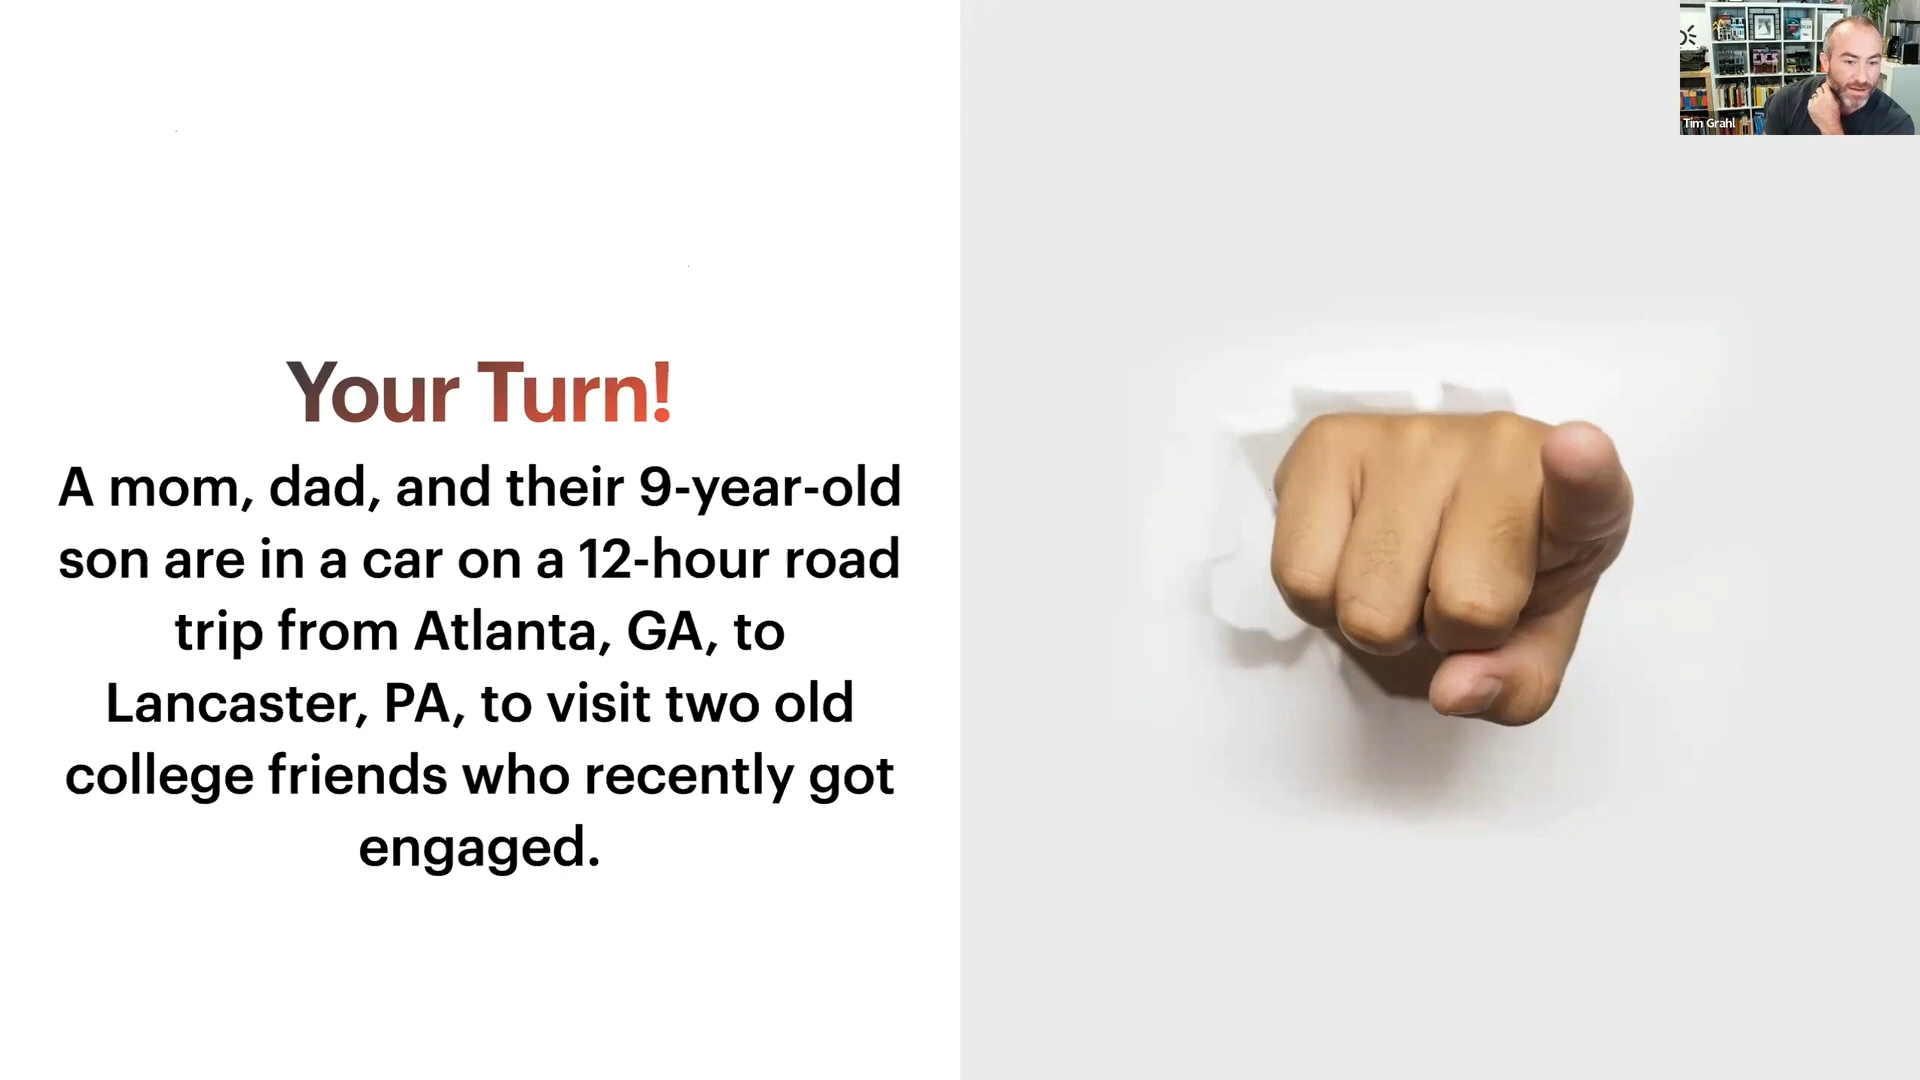 Your Turn!
A mom, dad, and their 9-year-old
son are in a car on a 12-hour road
trip from Atlanta, GA, to
Lancaster, PA, to visit two old
college friends who recently got
engaged.
Tim Grahl